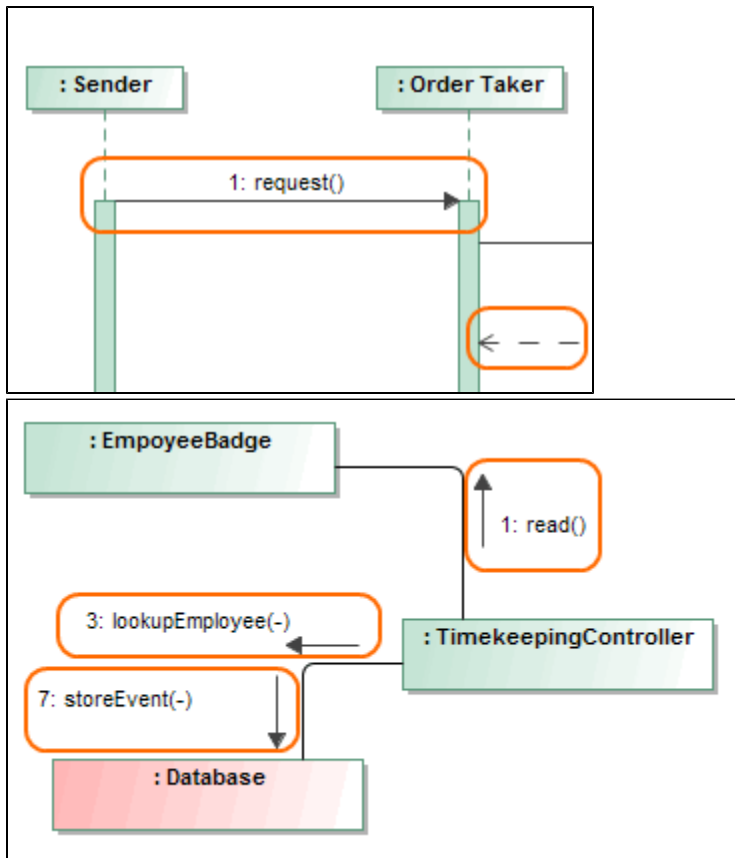 : Sender
: Order Taker
1: request()
: EmpoyeeBadge
1: read()
3: lookupEmployee(-)
: TimekeepingController
7: storeEvent(-)
: Database